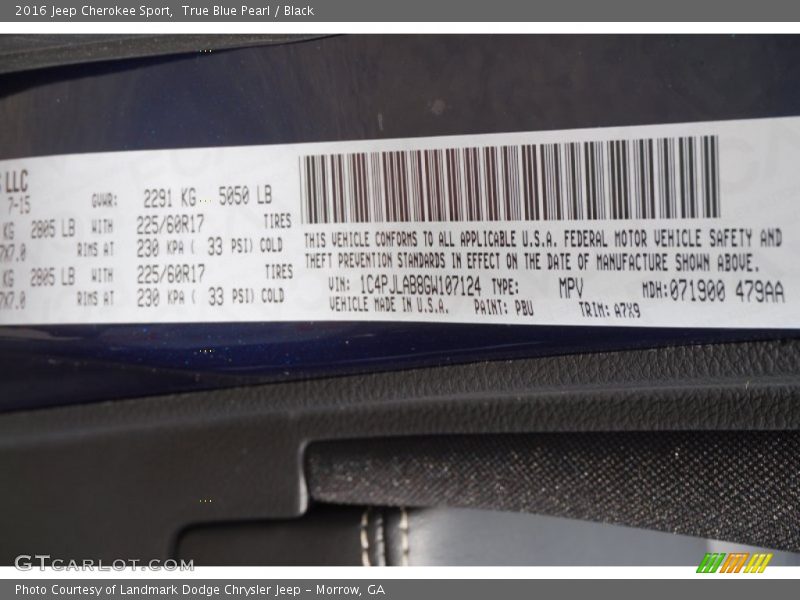 2016 Jeep Cherokee Sport, True Blue Pearl / Black
LLC
7-15
GVWR: 2291 KG 5050 LB
KG 2805 LB WITH 225/60R17 TIRES
7X7.0 RIMS AT 230 KPA ( 33 PSI) COLD
KG 2805 LB WITH 225/60R17 TIRES
7X7.0 RIMS AT 230 KPA ( 33 PSI) COLD
THIS VEHICLE CONFORMS TO ALL APPLICABLE U.S.A. FEDERAL MOTOR VEHICLE SAFETY AND
THEFT PREVENTION STANDARDS IN EFFECT ON THE DATE OF MANUFACTURE SHOWN ABOVE.
VIN: 1C4PJLAB8GW107124 TYPE: MPV MDH:071900 479AA
VEHICLE MADE IN U.S.A. PAINT: PBU TRIM: A7X9
GTCARLOT.COM
Photo Courtesy of Landmark Dodge Chrysler Jeep – Morrow, GA